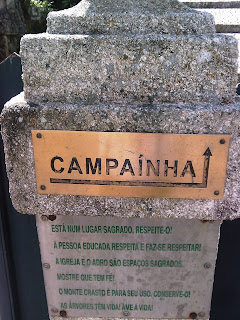 CAMPAÍNHA
ESTÁ NUM LUGAR SAGRADO, RESPEITE-O!
A PESSOA EDUCADA RESPEITA E FAZ-SE RESPEITAR!
A IGREJA E O ADRO SÃO ESPAÇOS SAGRADOS.
MOSTRE QUE TEM FÉ!
O MONTE CRASTO É PARA SEU USO. CONSERVE-O!
AS ÁRVORES TÊM VIDA! AME A VIDA!